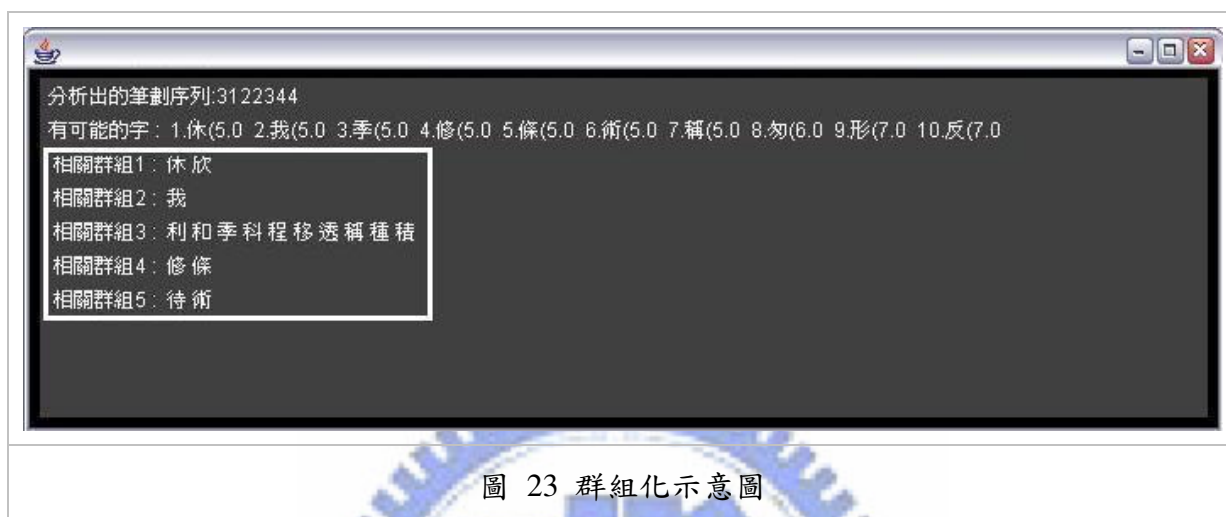 分析出的筆劃序列:3122344
有可能的字 : 1.休(5.0 2.我(5.0 3.季(5.0 4.修(5.0 5.條(5.0 6.術(5.0 7.稱(5.0 8.匆(6.0 9.形(7.0 10.反(7.0
相關群組1 : 休 欣
相關群組2 : 我
相關群組3 : 利 和 季 科 程 移 透 稱 種 積
相關群組4 : 修 條
相關群組5 : 待 術
圖 23 群組化示意圖